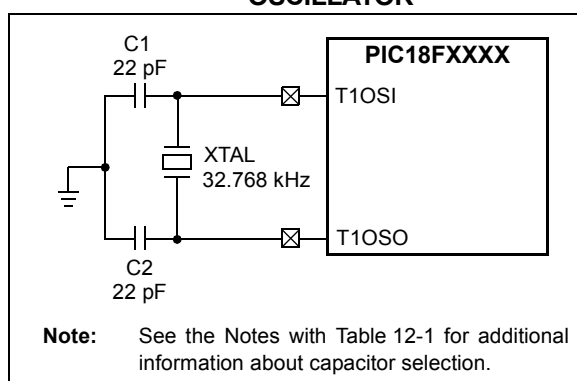 OSCILLATOR
C1
22 pF
PIC18FXXXX
T1OSI
XTAL
32.768 kHz
T1OSO
C2
22 pF
Note: See the Notes with Table 12-1 for additional
information about capacitor selection.